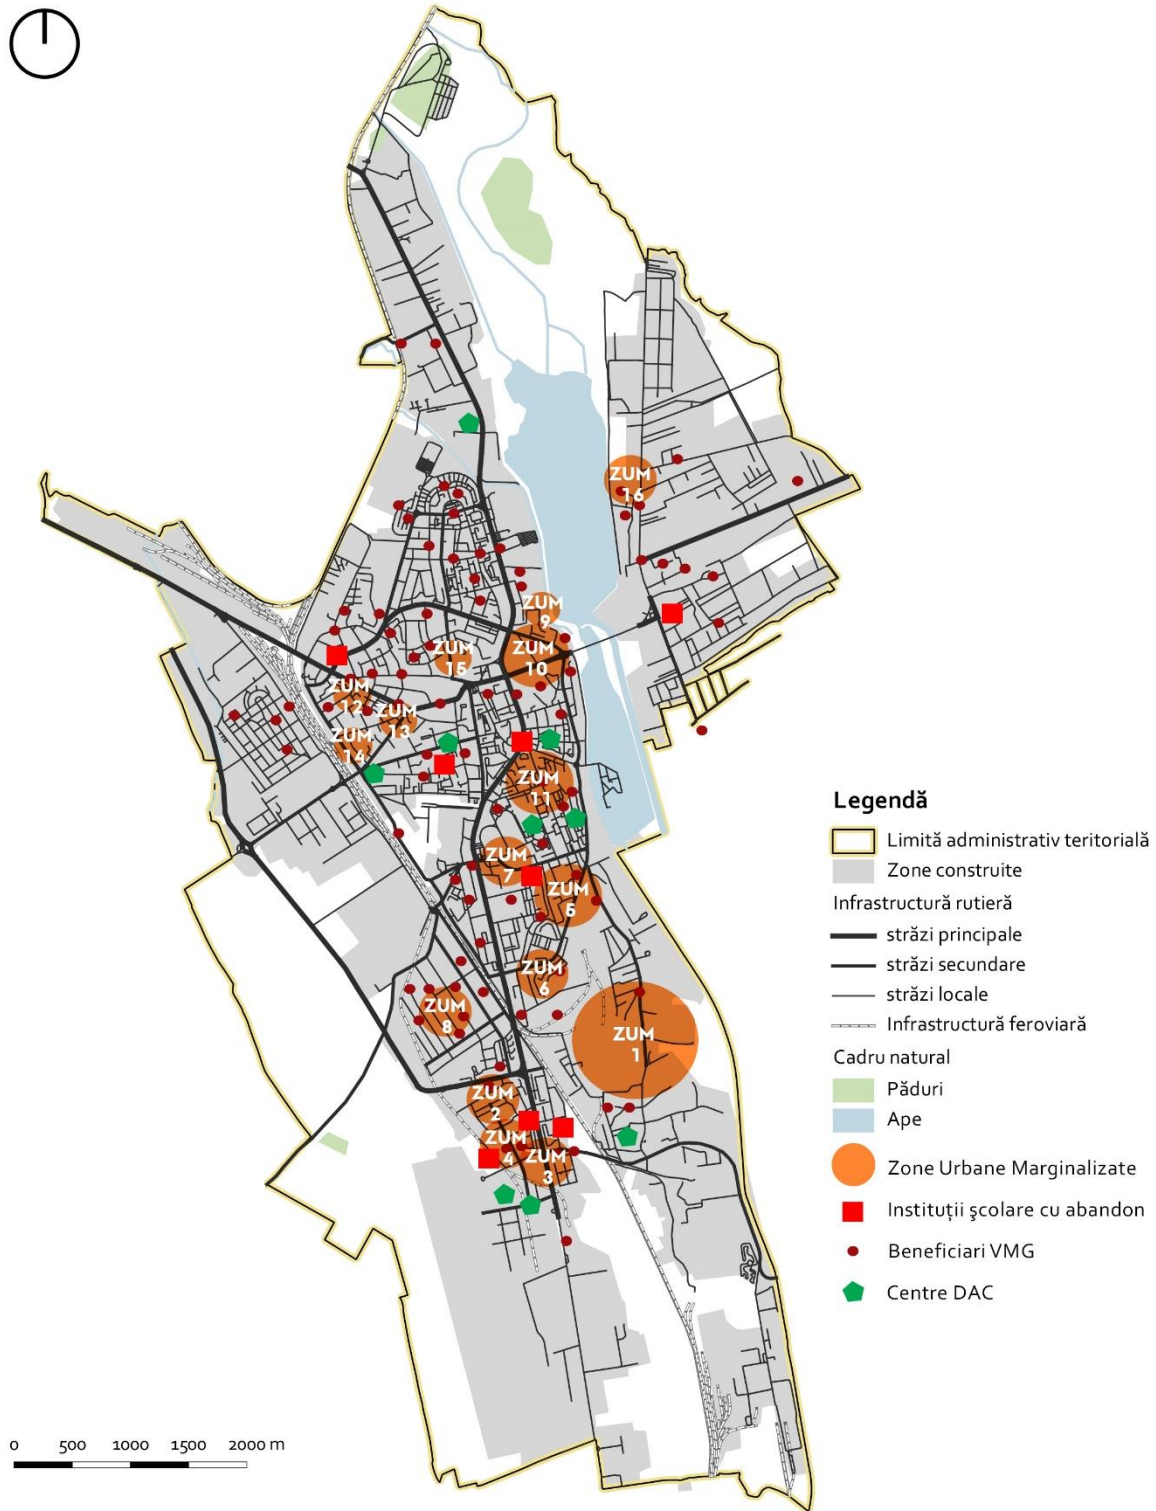 ZUM
16
ZUM
9
ZUM
10
ZUM
15
ZUM
12
ZUM
13
ZUM
14
ZUM
11
ZUM
7
ZUM
5
ZUM
6
ZUM
8
ZUM
1
ZUM
2
ZUM
4
ZUM
3
Legendă
Limită administrativ teritorială
Zone construite
Infrastructură rutieră
străzi principale
străzi secundare
străzi locale
Infrastructură feroviară
Cadru natural
Păduri
Ape
Zone Urbane Marginalizate
Instituții școlare cu abandon
Beneficiari VMG
Centre DAC
0 500 1000 1500 2000 m